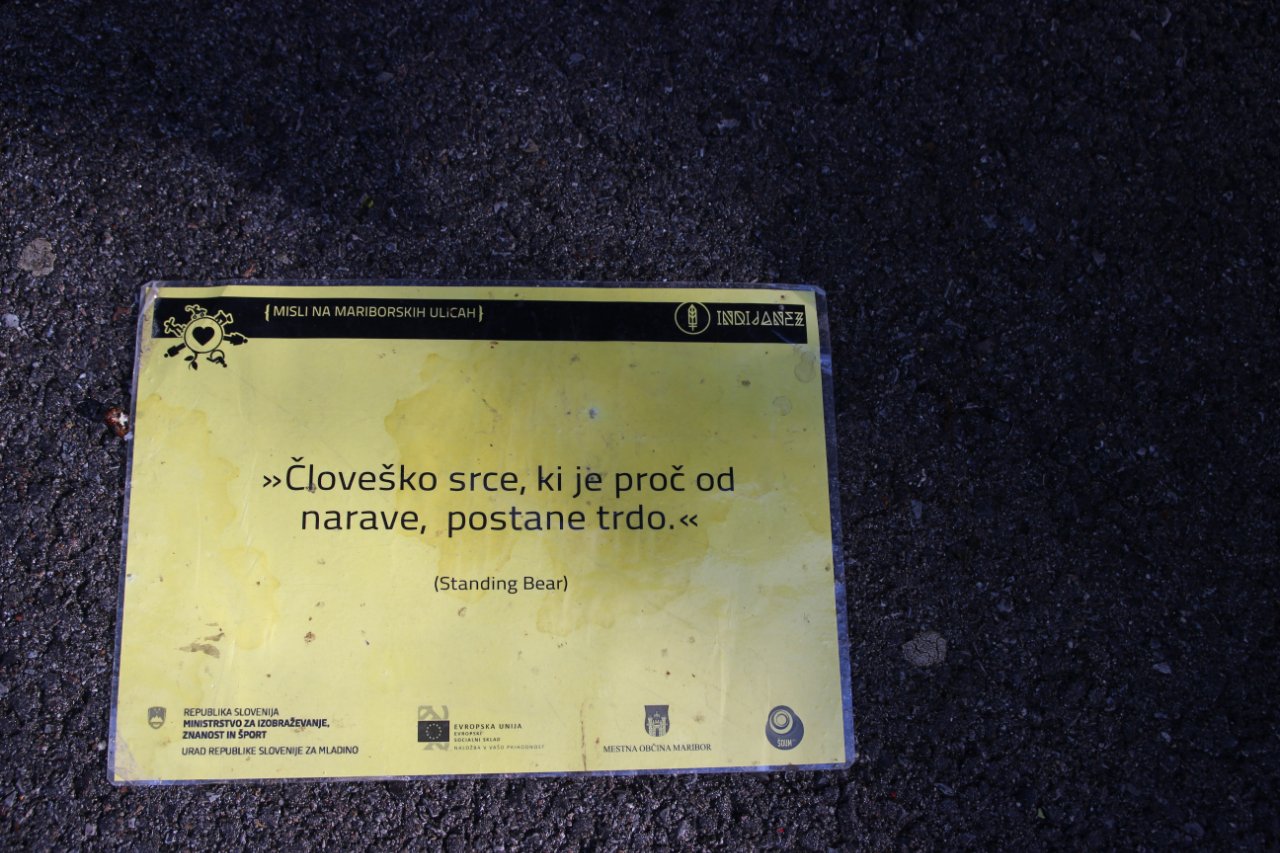 {MISLI NA MARIBORSKIH ULICAH}
INDIJANEZ
»Človeško srce, ki je proč od
narave, postane trdo.«
(Standing Bear)
REPUBLIKA SLOVENIJA
MINISTRSTVO ZA IZOBRAŽEVANJE,
ZNANOST IN ŠPORT
URAD REPUBLIKE SLOVENIJE ZA MLADINO
EVROPSKA UNIJA
EVROPSKI
SOCIALNI SKLAD
NALOŽBA V VAŠO PRIHODNOST
MESTNA OBČINA MARIBOR
ŠOUM